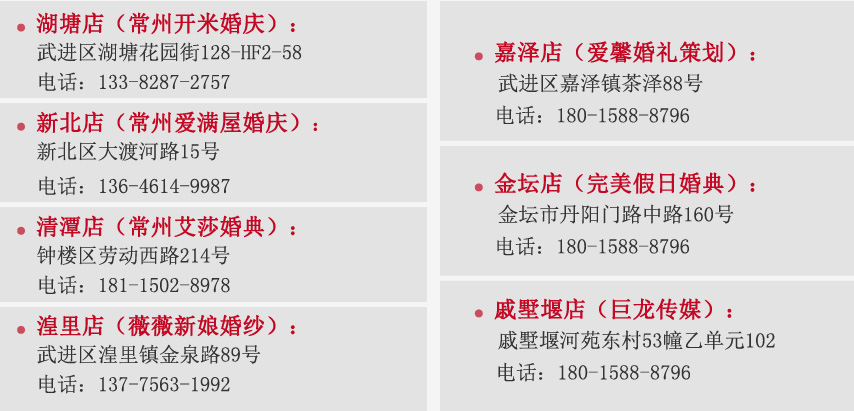 湖塘店（常州开米婚庆）：
武进区湖塘花园街128-HF2-58
电话：133-8287-2757
新北店（常州爱满屋婚庆）：
新北区大渡河路15号
电话：136-4614-9987
清潭店（常州艾莎婚典）：
钟楼区劳动西路214号
电话：181-1502-8978
湟里店（薇薇新娘婚纱）：
武进区湟里镇金泉路89号
电话：137-7563-1992
嘉泽店（爱馨婚礼策划）：
武进区嘉泽镇茶泽88号
电话：180-1588-8796
金坛店（完美假日婚典）：
金坛市丹阳门路中路160号
电话：180-1588-8796
戚墅堰店（巨龙传媒）：
戚墅堰河苑东村53幢乙单元102
电话：180-1588-8796